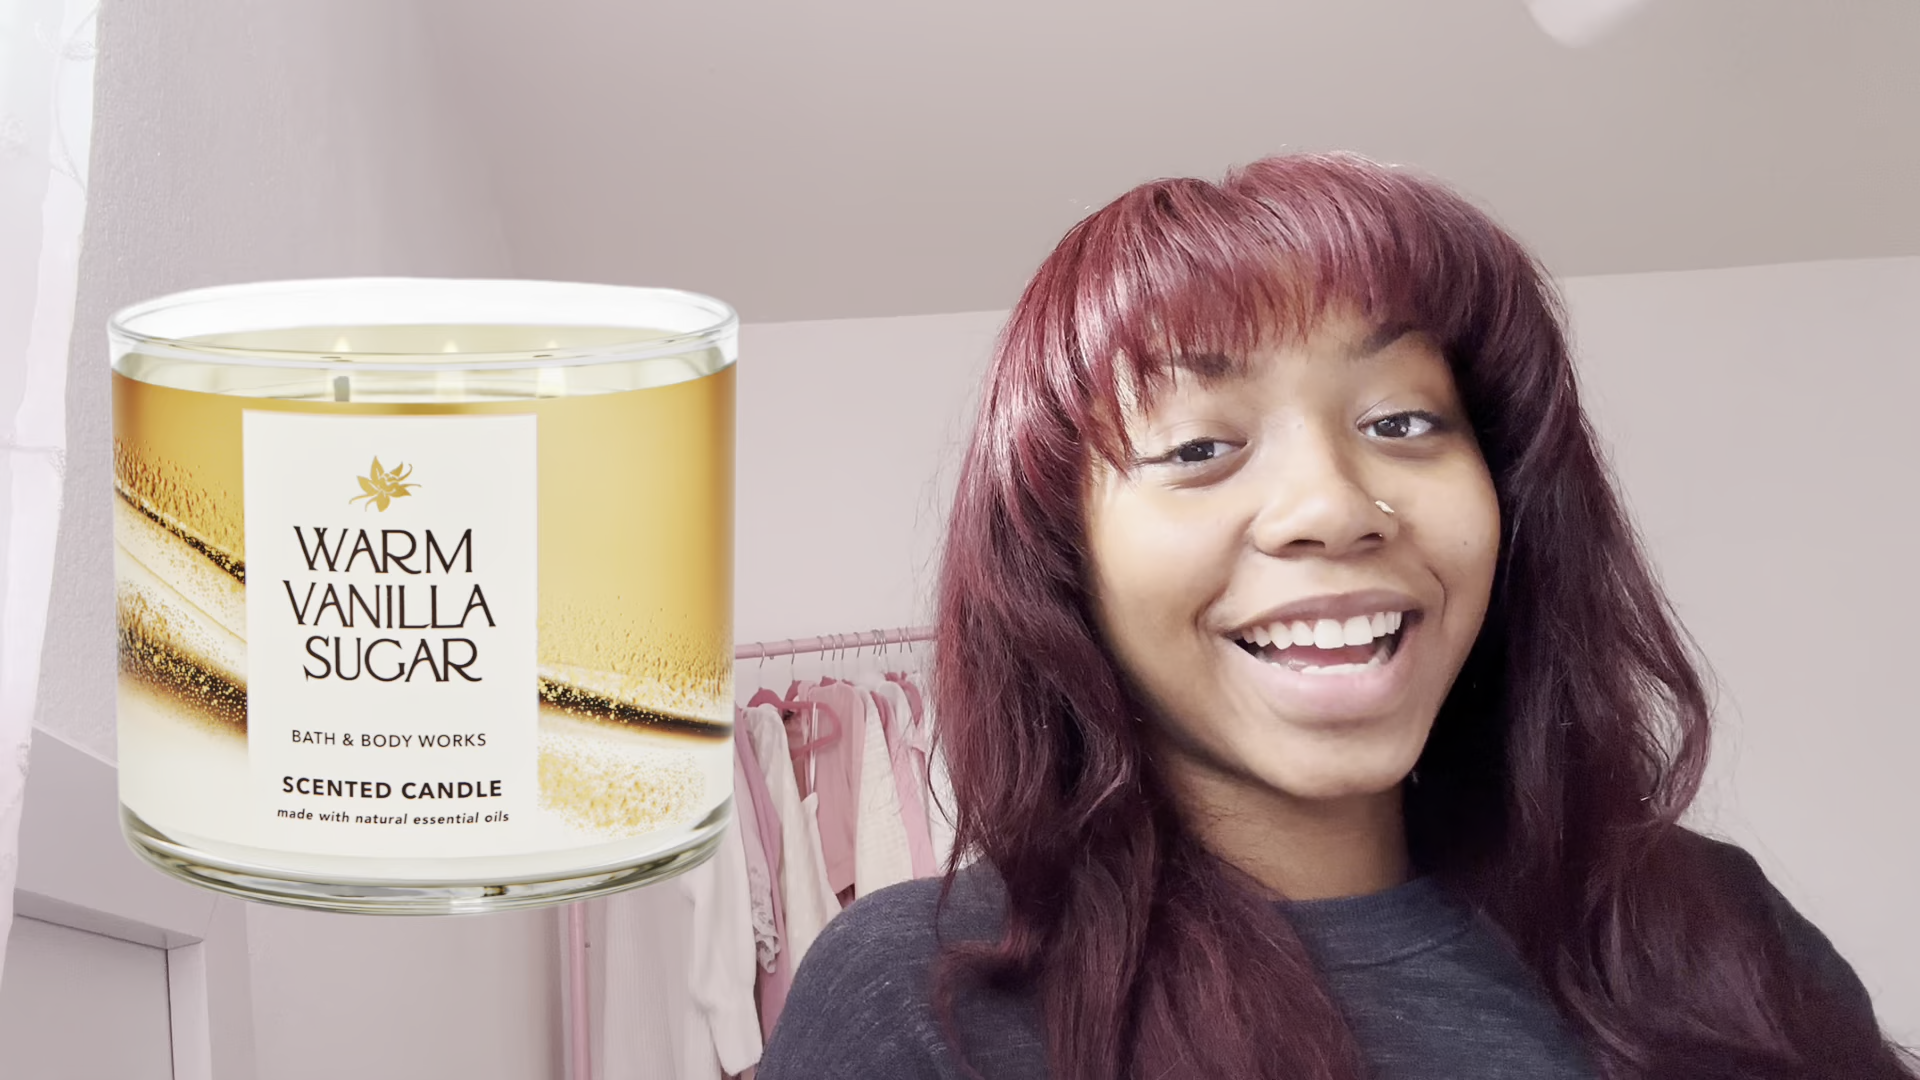 WARM
VANILLA
SUGAR
BATH & BODY WORKS
SCENTED CANDLE
made with natural essential oils